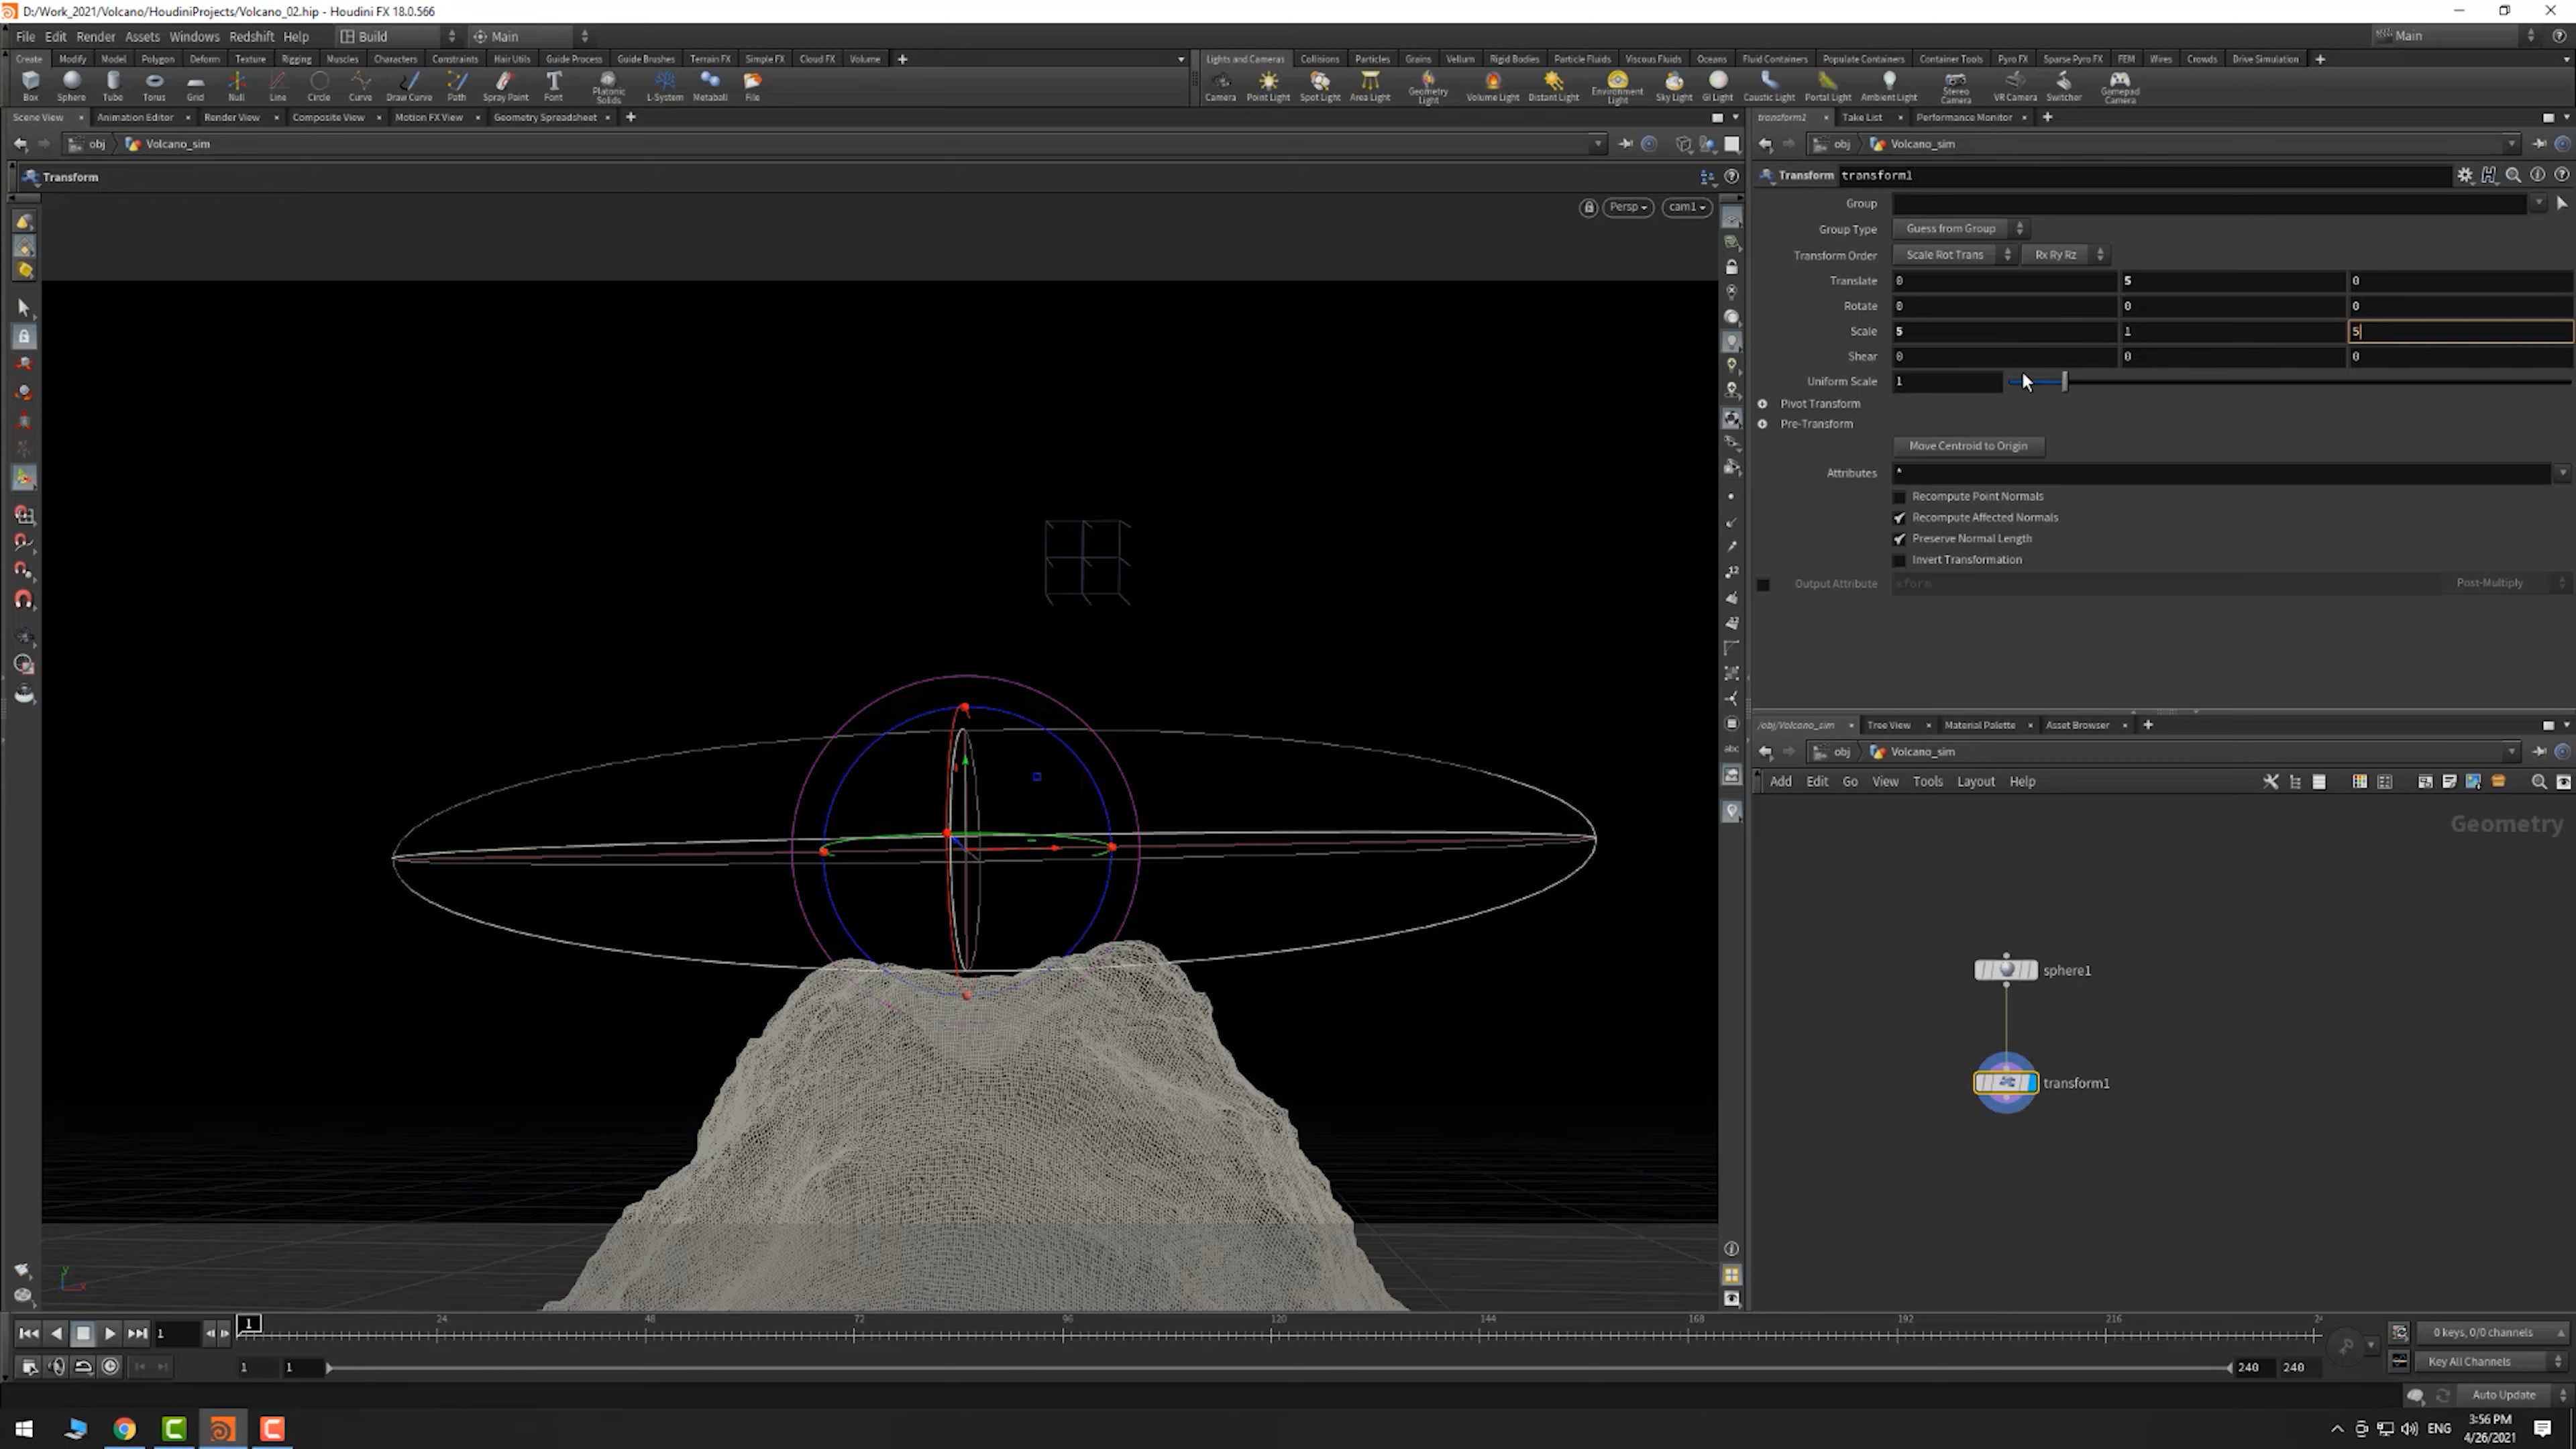 D:/Work_2021/Volcano/HoudiniProjects/Volcano_02.hip - Houdini FX 18.0.566
File Edit Render Assets Windows Redshift Help Build Main Main
Create Modify Model Polygon Deform Texture Rigging Muscles Characters Constraints Hair Utils Guide Process Guide Brushes Terrain FX Simple FX Cloud FX Volume
Lights and Cameras Collisions Particles Grains Vellum Rigid Bodies Particle Fluids Viscous Fluids Oceans Fluid Containers Populate Containers Container Tools Pyro FX Sparse Pyro FX FEM Wires Crowds Drive Simulation
Box Sphere Tube Torus Grid Null Line Circle Curve Draw Curve Path Spray Paint Font Platonic Solids L-System Metaball File
Camera Point Light Spot Light Area Light Geometry Light Volume Light Distant Light Environment Light Sky Light GI Light Caustic Light Portal Light Ambient Light Stereo Camera VR Camera Switcher Gamepad Camera
Scene View Animation Editor Render View Composite View Motion FX View Geometry Spreadsheet
transform1 Take List Performance Monitor
obj Volcano_sim
obj Volcano_sim
Transform
Transform transform1
Persp cam1
Group
Group Type Guess from Group
Transform Order Scale Rot Trans Rx Ry Rz
Translate 0 5 0
Rotate 0 0 0
Scale 5 1 5
Shear 0 0 0
Uniform Scale 1
Pivot Transform
Pre-Transform
Move Centroid to Origin
Attributes *
Recompute Point Normals
Recompute Affected Normals
Preserve Normal Length
Invert Transformation
Output Attribute xform Post-Multiply
/obj/Volcano_sim Tree View Material Palette Asset Browser
obj Volcano_sim
Add Edit Go View Tools Layout Help
Geometry
sphere1
transform1
1 1 24 48 72 96 120 144 168 192 216
0 keys, 0/0 channels
1 1 240 240
Key All Channels
Auto Update
ENG
3:56 PM
4/26/2021